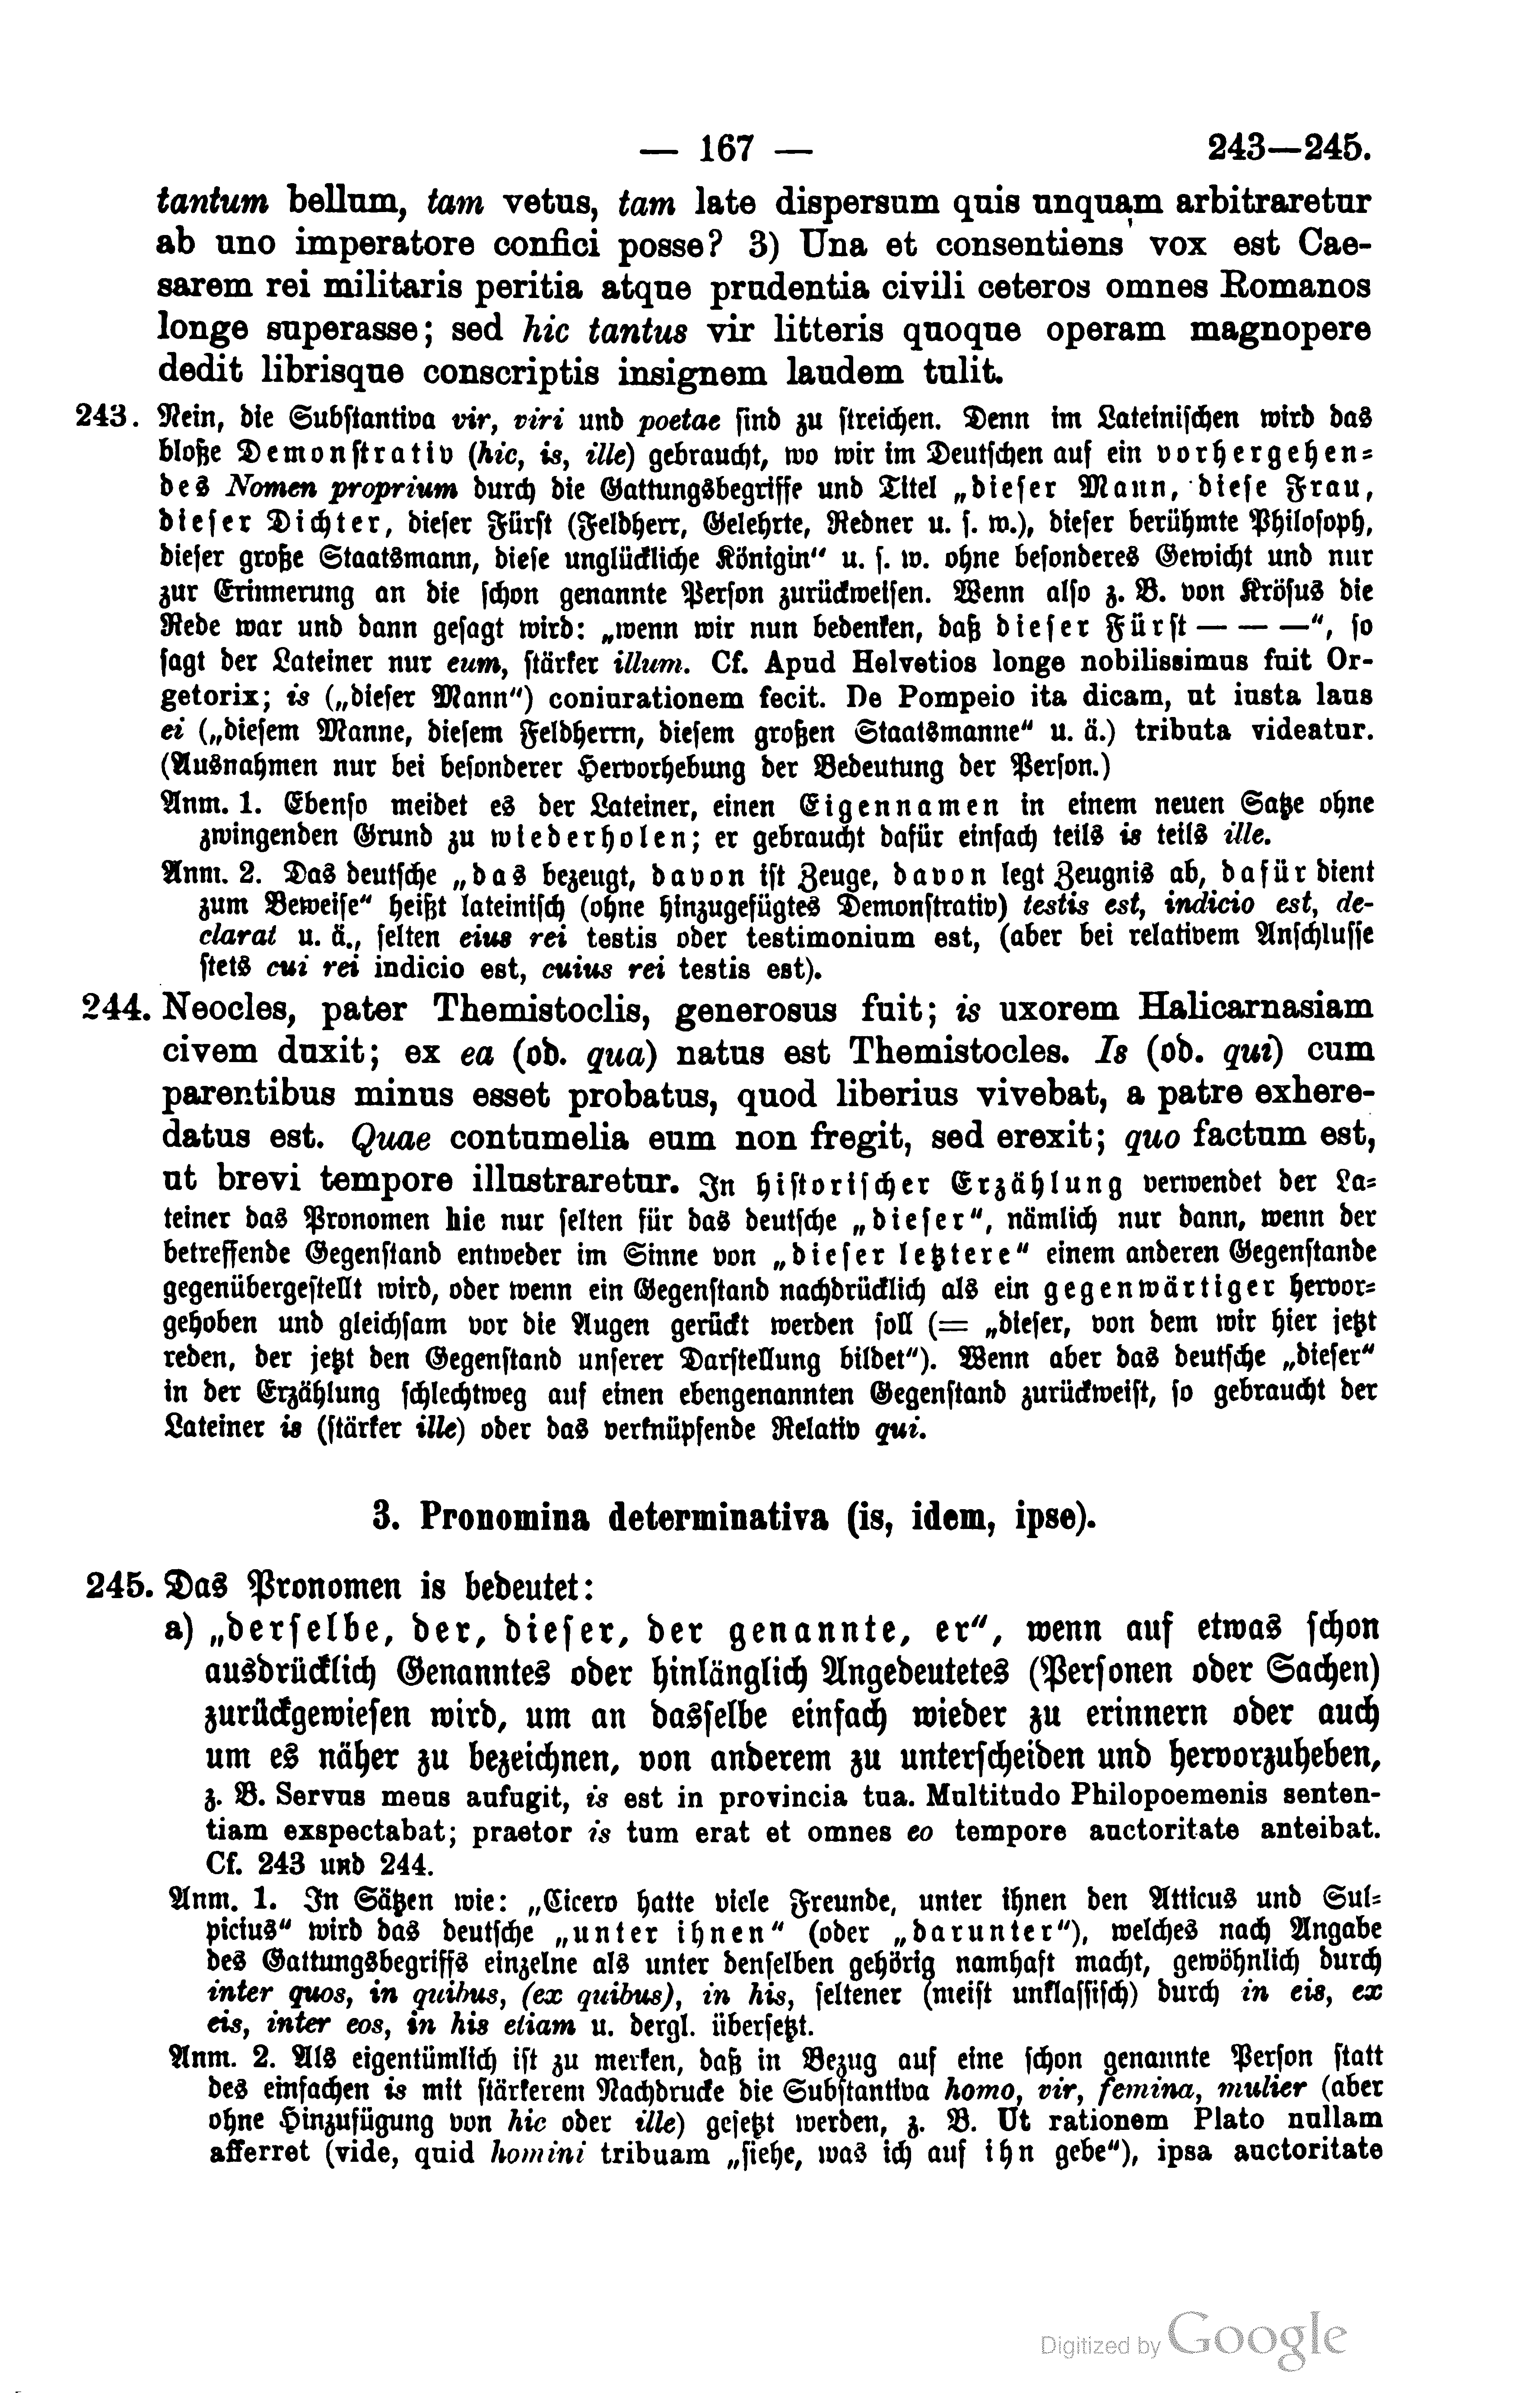 — 167 — 243—245.
tantum bellum, tam vetus, tam late dispersum quis unquam arbitraretur
ab uno imperatore confici posse? 3) Una et consentiens vox est Cae-
sarem rei militaris peritia atque prudentia civili ceteros omnes Romanos
longe superasse; sed hic tantus vir litteris quoque operam magnopere
dedit librisque conscriptis insignem laudem tulit.
243. Nein, die Substantiva vir, viri und poetae sind zu streichen. Denn im Lateinischen wird das
bloße Demonstrativ (hic, is, ille) gebraucht, wo wir im Deutschen auf ein vorhergehen-
des Nomen proprium durch die Gattungsbegriffe und Titel „dieser Mann, diese Frau,
dieser Dichter, dieser Fürst (Feldherr, Gelehrte, Redner u. s. w.), dieser berühmte Philosoph,
dieser große Staatsmann, diese unglückliche Königin“ u. s. w. ohne besonderes Gewicht und nur
zur Erinnerung an die schon genannte Person zurückweisen. Wenn also z. B. von Krösus die
Rede war und dann gesagt wird: „wenn wir nun bedenken, daß dieser Fürst — — —“, so
sagt der Lateiner nur eum, stärker illum. Cf. Apud Helvetios longe nobilissimus fuit Or-
getorix; is („dieser Mann“) coniurationem fecit. De Pompeio ita dicam, ut iusta laus
ei („diesem Manne, diesem Feldherrn, diesem großen Staatsmanne“ u. ä.) tributa videatur.
(Ausnahmen nur bei besonderer Hervorhebung der Bedeutung der Person.)
Anm. 1. Ebenso meidet es der Lateiner, einen Eigennamen in einem neuen Satze ohne
zwingenden Grund zu wiederholen; er gebraucht dafür einfach teils is teils ille.
Anm. 2. Das deutsche „das bezeugt, davon ist Zeuge, davon legt Zeugnis ab, dafür dient
zum Beweise“ heißt lateinisch (ohne hinzugefügtes Demonstrativ) testis est, indicio est, de-
clarat u. ä., selten eius rei testis oder testimonium est, (aber bei relativem Anschlusse
stets cui rei indicio est, cuius rei testis est).
244. Neocles, pater Themistoclis, generosus fuit; is uxorem Halicarnasiam
civem duxit; ex ea (od. qua) natus est Themistocles. Is (od. qui) cum
parentibus minus esset probatus, quod liberius vivebat, a patre exhere-
datus est. Quae contumelia eum non fregit, sed erexit; quo factum est,
ut brevi tempore illustraretur. In historischer Erzählung verwendet der La-
teiner das Pronomen hic nur selten für das deutsche „dieser“, nämlich nur dann, wenn der
betreffende Gegenstand entweder im Sinne von „dieser letztere“ einem anderen Gegenstande
gegenübergestellt wird, oder wenn ein Gegenstand nachdrücklich als ein gegenwärtiger hervor-
gehoben und gleichsam vor die Augen gerückt werden soll (= „dieser, von dem wir hier jetzt
reden, der jetzt den Gegenstand unserer Darstellung bildet“). Wenn aber das deutsche „dieser“
in der Erzählung schlechtweg auf einen ebengenannten Gegenstand zurückweist, so gebraucht der
Lateiner is (stärker ille) oder das verknüpfende Relativ qui.
3. Pronomina determinativa (is, idem, ipse).
245. Das Pronomen is bedeutet:
a) „derselbe, der, dieser, der genannte, er“, wenn auf etwas schon
ausdrücklich Genanntes oder hinlänglich Angedeutetes (Personen oder Sachen)
zurückgewiesen wird, um an dasselbe einfach wieder zu erinnern oder auch
um es näher zu bezeichnen, von anderem zu unterscheiden und hervorzuheben,
z. B. Servus meus aufugit, is est in provincia tua. Multitudo Philopoemenis senten-
tiam exspectabat; praetor is tum erat et omnes eo tempore auctoritate anteibat.
Cf. 243 und 244.
Anm. 1. In Sätzen wie: „Cicero hatte viele Freunde, unter ihnen den Atticus und Sul-
picius“ wird das deutsche „unter ihnen“ (oder „darunter“), welches nach Angabe
des Gattungsbegriffs einzelne als unter denselben gehörig namhaft macht, gewöhnlich durch
inter quos, in quibus, (ex quibus), in his, seltener (meist unklassisch) durch in eis, ex
eis, inter eos, in his etiam u. dergl. übersetzt.
Anm. 2. Als eigentümlich ist zu merken, daß in Bezug auf eine schon genannte Person statt
des einfachen is mit stärkerem Nachdrucke die Substantiva homo, vir, femina, mulier (aber
ohne Hinzufügung von hic oder ille) gesetzt werden, z. B. Ut rationem Plato nullam
afferret (vide, quid homini tribuam „siehe, was ich auf ihn gebe“), ipsa auctoritate
Digitized by Google